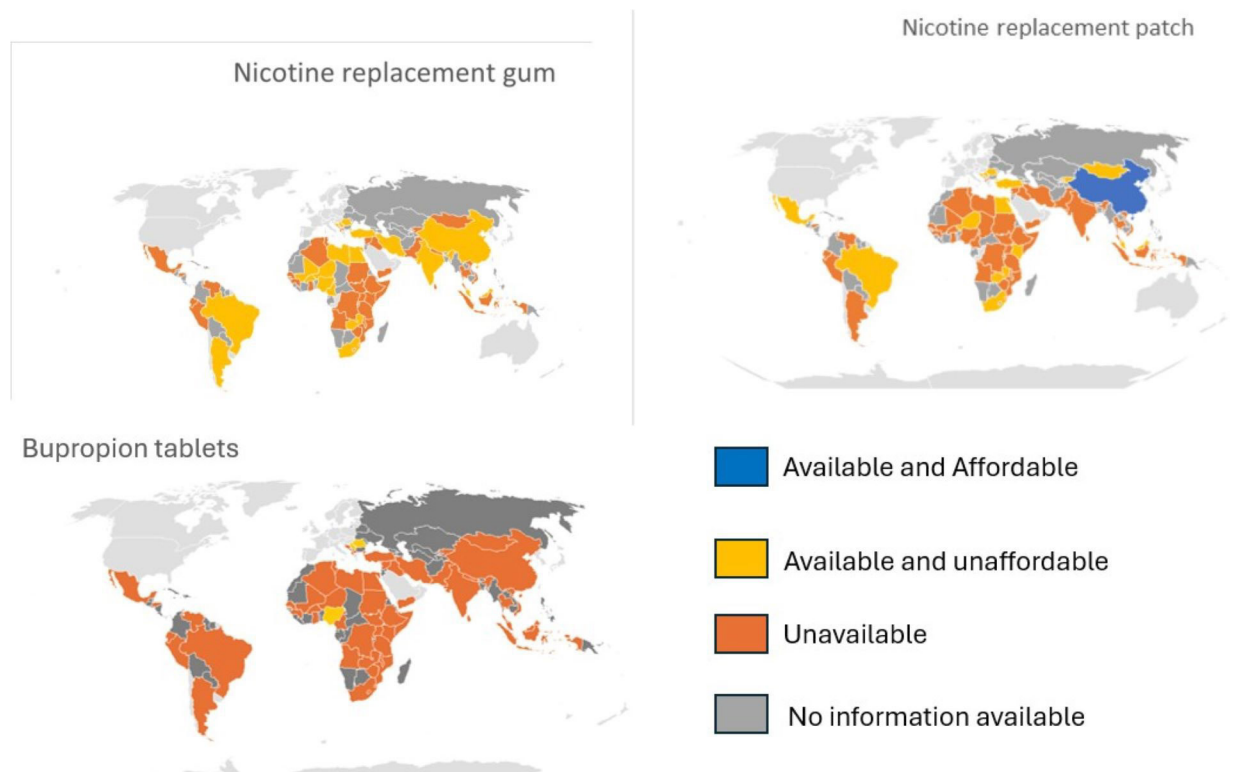 Nicotine replacement gum
Nicotine replacement patch
Bupropion tablets
Available and Affordable
Available and unaffordable
Unavailable
No information available